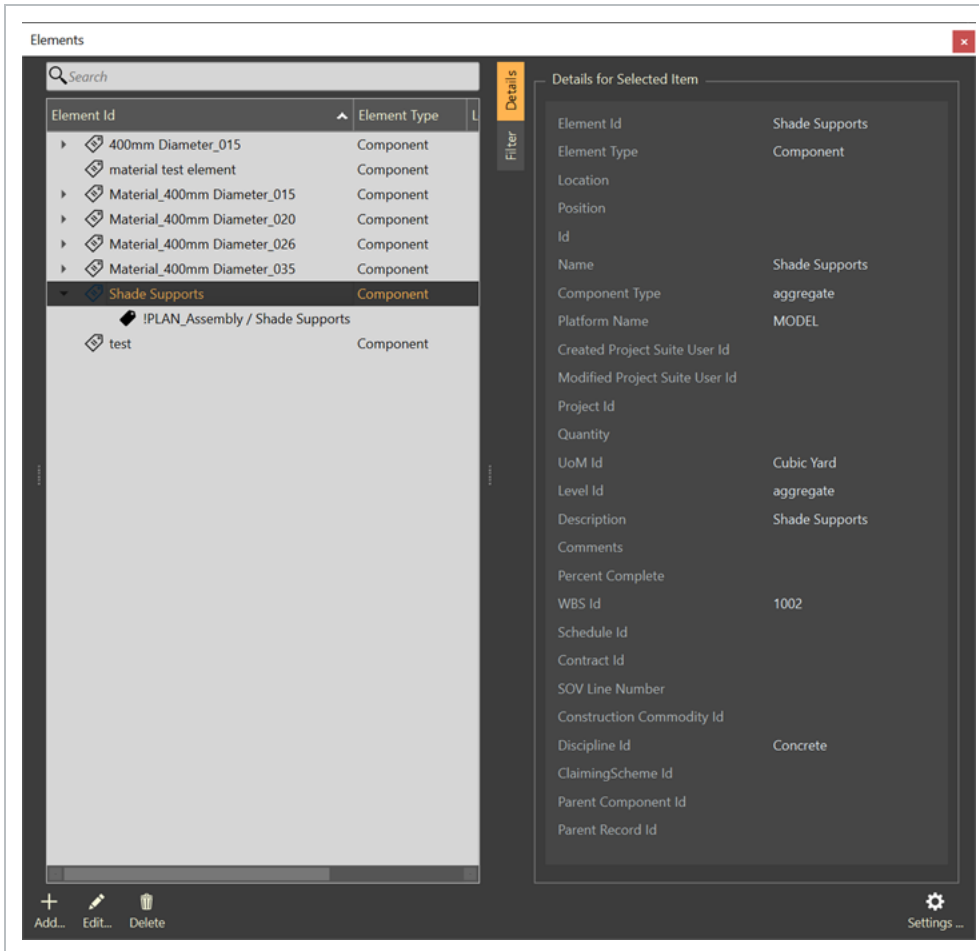 Elements
Search
Element Id Element Type L
400mm Diameter_015 Component
material test element Component
Material_400mm Diameter_015 Component
Material_400mm Diameter_020 Component
Material_400mm Diameter_026 Component
Material_400mm Diameter_035 Component
Shade Supports Component
!PLAN_Assembly / Shade Supports
test Component
Details
Filter
Details for Selected Item
Element Id Shade Supports
Element Type Component
Location
Position
Id
Name Shade Supports
Component Type aggregate
Platform Name MODEL
Created Project Suite User Id
Modified Project Suite User Id
Project Id
Quantity
UoM Id Cubic Yard
Level Id aggregate
Description Shade Supports
Comments
Percent Complete
WBS Id 1002
Schedule Id
Contract Id
SOV Line Number
Construction Commodity Id
Discipline Id Concrete
ClaimingScheme Id
Parent Component Id
Parent Record Id
Add... Edit... Delete
Settings ...